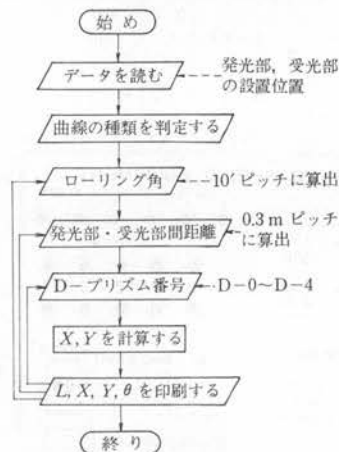 始め
データを読む
発光部，受光部
の設置位置
曲線の種類を判定する
ローリング角
10′ピッチに算出
発光部・受光部間距離
0.3 m ピッチ
に算出
D－プリズム番号
D－0～D－4
X, Y を計算する
L, X, Y, θ を印刷する
終り